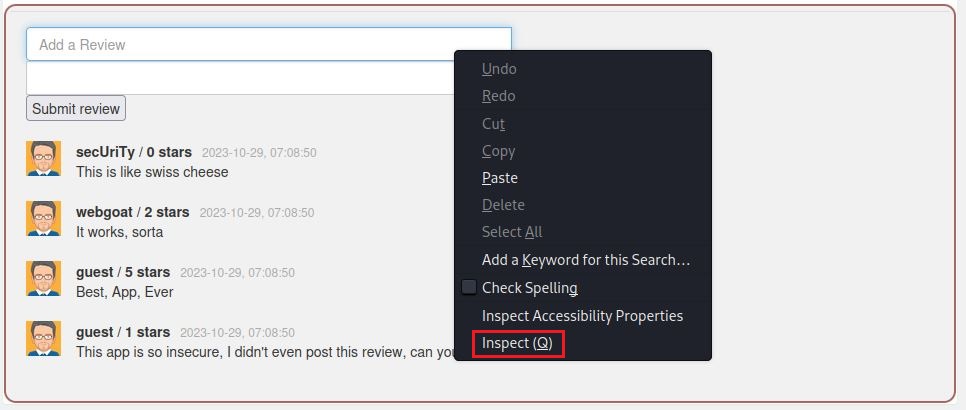 Add a Review
Submit review
secUriTy / 0 stars 2023-10-29, 07:08:50
This is like swiss cheese
webgoat / 2 stars 2023-10-29, 07:08:50
It works, sorta
guest / 5 stars 2023-10-29, 07:08:50
Best, App, Ever
guest / 1 stars 2023-10-29, 07:08:50
This app is so insecure, I didn't even post this review, can you
Undo
Redo
Cut
Copy
Paste
Delete
Select All
Add a Keyword for this Search…
Check Spelling
Inspect Accessibility Properties
Inspect (Q)